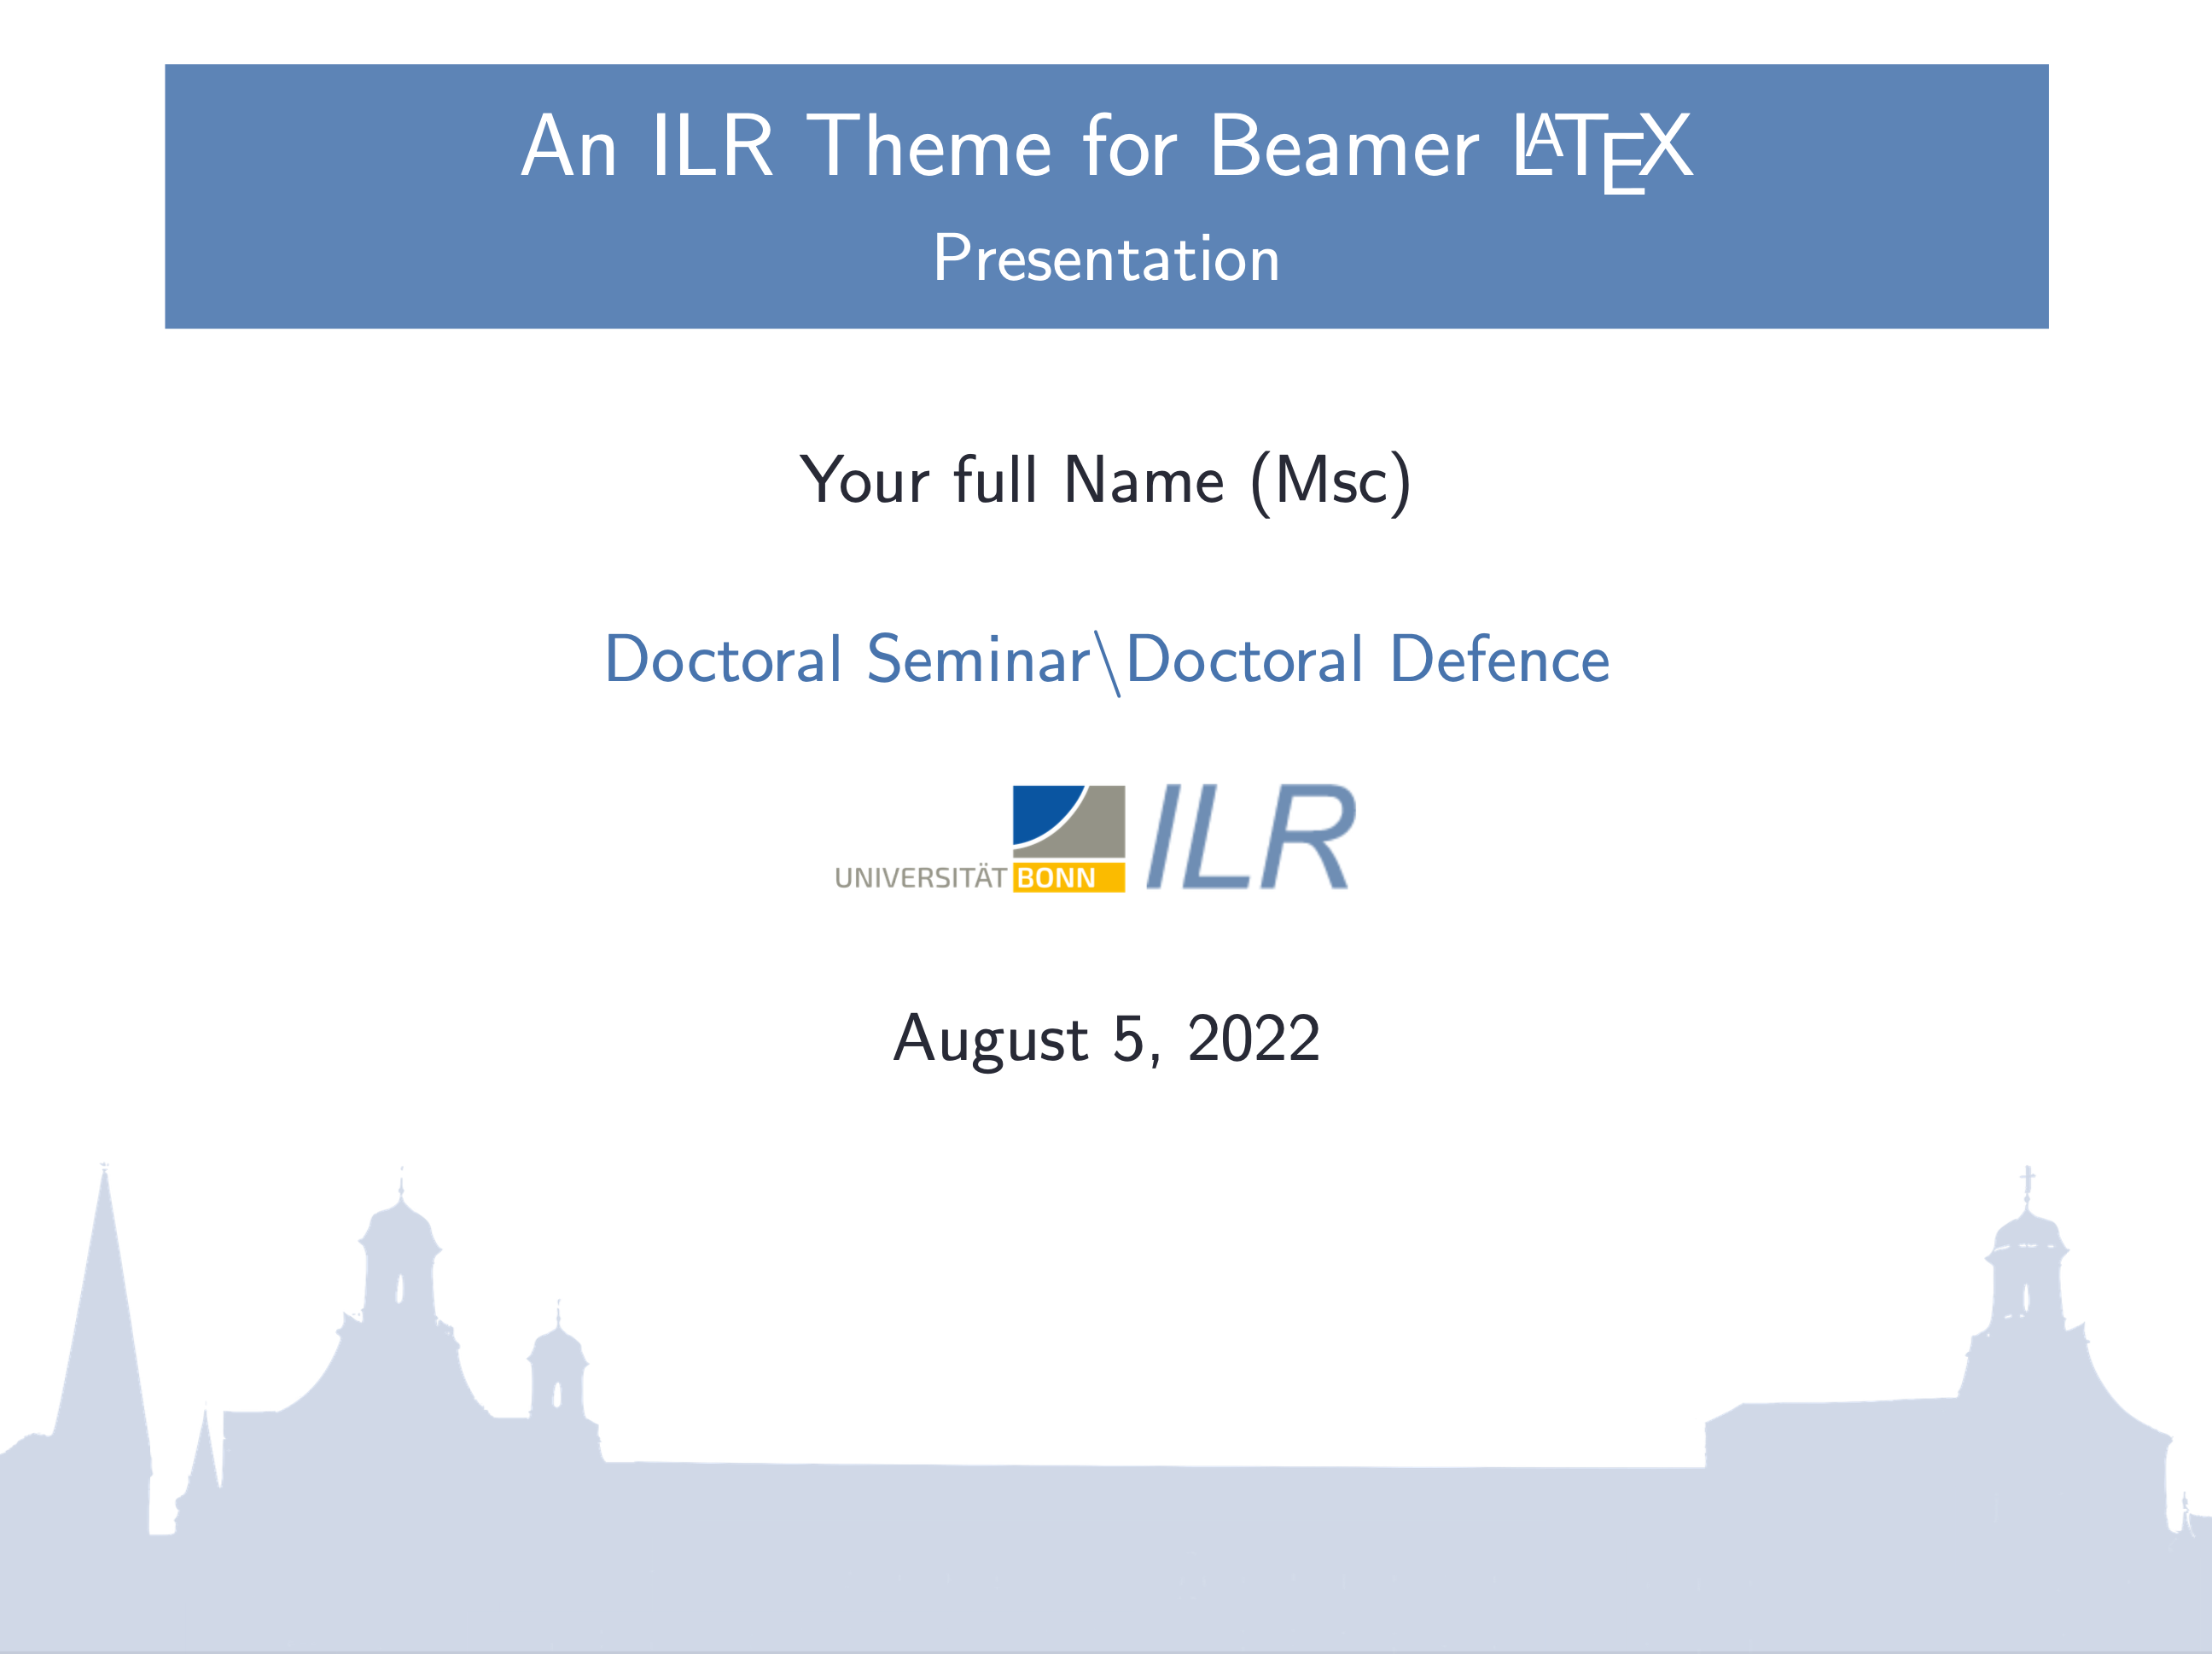 An ILR Theme for Beamer LATEX
Presentation
Your full Name (Msc)
Doctoral Seminar\Doctoral Defence
UNIVERSITÄT BONN ILR
August 5, 2022